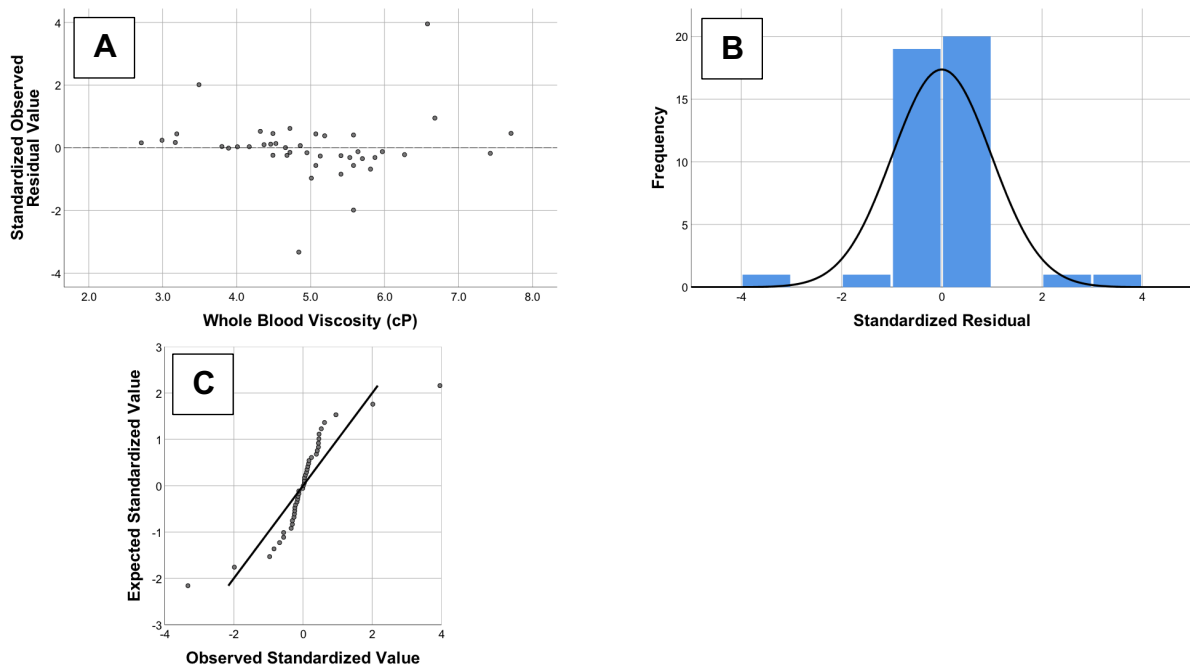 A
Standardized Observed
Residual Value
4
2
0
-2
-4
2.0 3.0 4.0 5.0 6.0 7.0 8.0
Whole Blood Viscosity (cP)
B
Frequency
20
15
10
5
0
-4 -2 0 2 4
Standardized Residual
C
Expected Standardized Value
3
2
1
0
-1
-2
-3
-4 -2 0 2 4
Observed Standardized Value